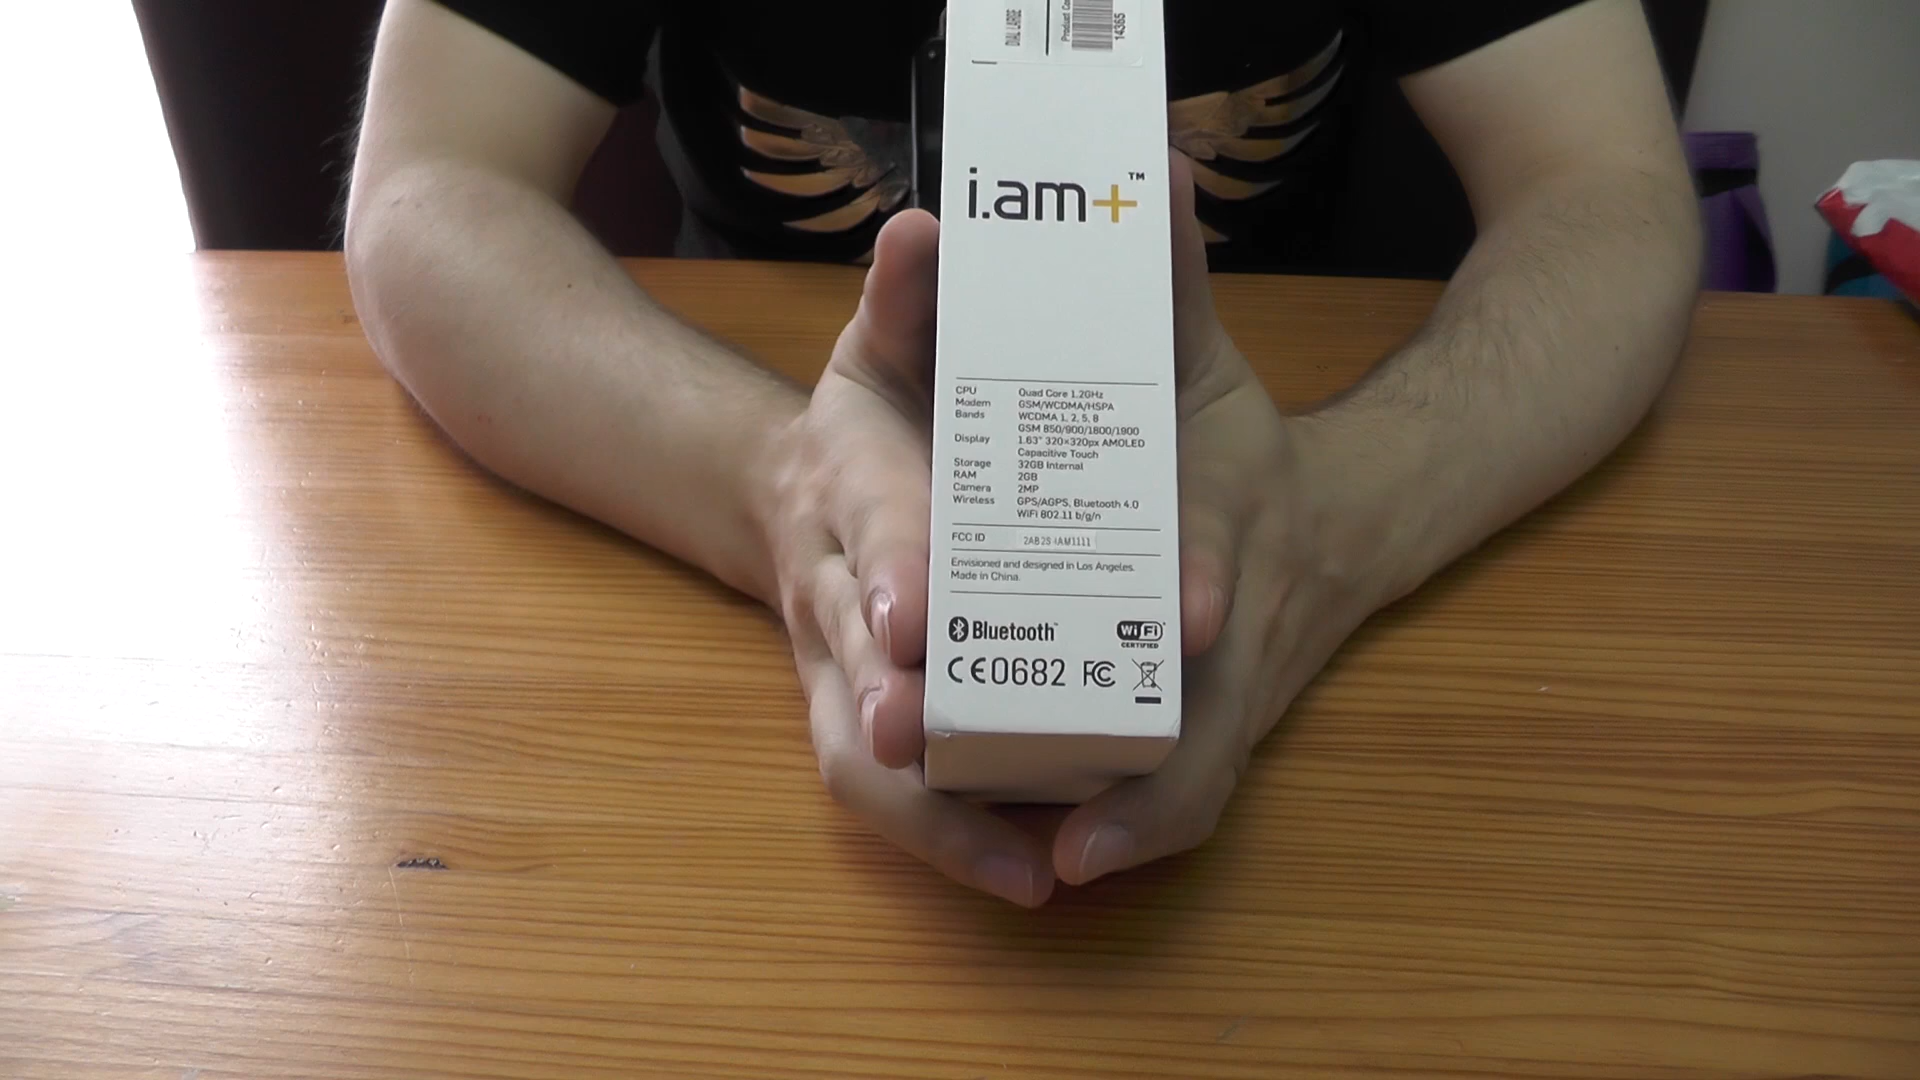 DIAL LARGE
Product Co
14365
i.am+™
CPU Quad Core 1.2GHz
Modem GSM/WCDMA/HSPA
Bands WCDMA 1, 2, 5, 8
GSM 850/900/1800/1900
Display 1.63" 320×320px AMOLED
Capacitive Touch
Storage 32GB Internal
RAM 2GB
Camera 2MP
Wireless GPS/AGPS, Bluetooth 4.0
WiFi 802.11 b/g/n
FCC ID 2AB2S-IAM1111
Envisioned and designed in Los Angeles.
Made in China.
Bluetooth™
WiFi
CERTIFIED
CE0682 FC